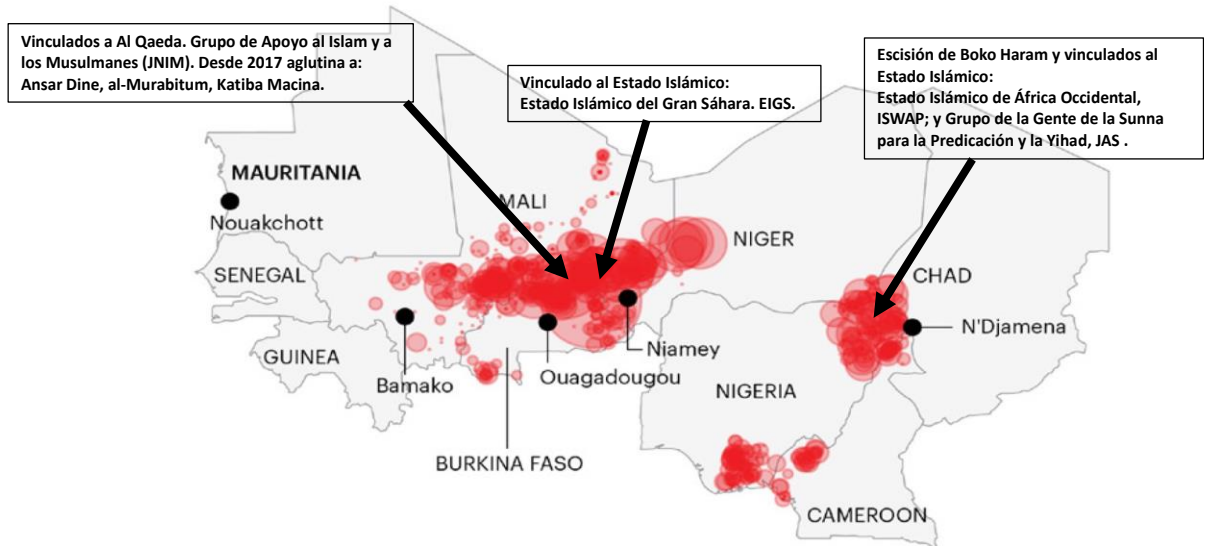 Vinculados a Al Qaeda. Grupo de Apoyo al Islam y a
los Musulmanes (JNIM). Desde 2017 aglutina a:
Ansar Dine, al-Murabitum, Katiba Macina.
Vinculado al Estado Islámico:
Estado Islámico del Gran Sáhara. EIGS.
Escisión de Boko Haram y vinculados al
Estado Islámico:
Estado Islámico de África Occidental,
ISWAP; y Grupo de la Gente de la Sunna
para la Predicación y la Yihad, JAS .
MAURITANIA
Nouakchott
MALI
NIGER
SENEGAL
CHAD
N'Djamena
GUINEA
Bamako
Ouagadougou
Niamey
NIGERIA
BURKINA FASO
CAMEROON